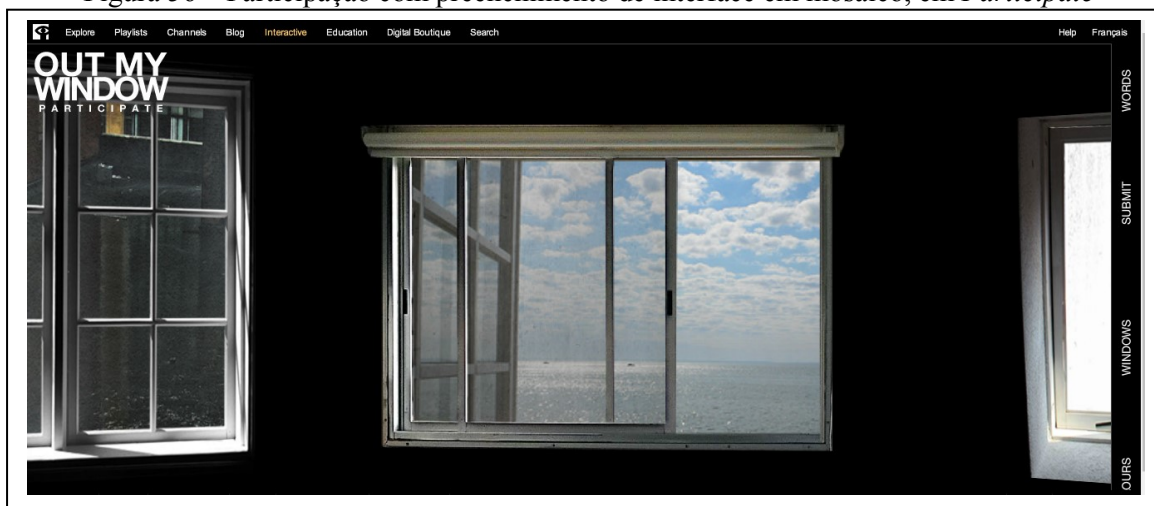 Explore Playlists Channels Blog Interactive Education Digital Boutique Search Help Français
OUT MY
WINDOW
PARTICIPATE
WORDS
SUBMIT
WINDOWS
OURS